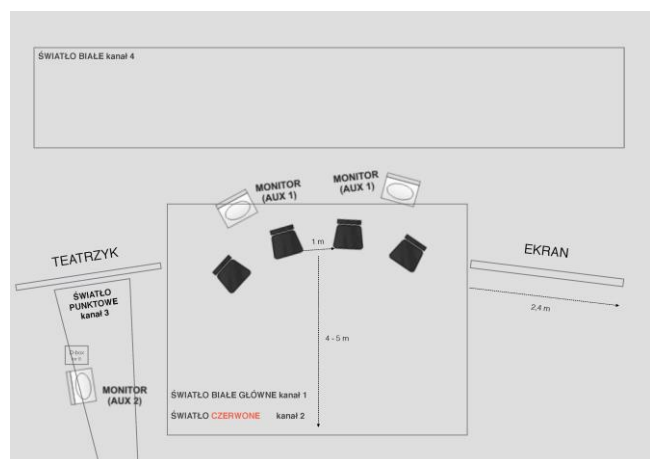 ŚWIATŁO BIAŁE kanał 4
MONITOR
(AUX 1)
MONITOR
(AUX 1)
1 m
TEATRZYK
EKRAN
ŚWIATŁO
PUNKTOWE
kanał 3
2,4 m
4 - 5 m
MONITOR
(AUX 2)
ŚWIATŁO BIAŁE GŁÓWNE kanał 1
ŚWIATŁO CZERWONE kanał 2